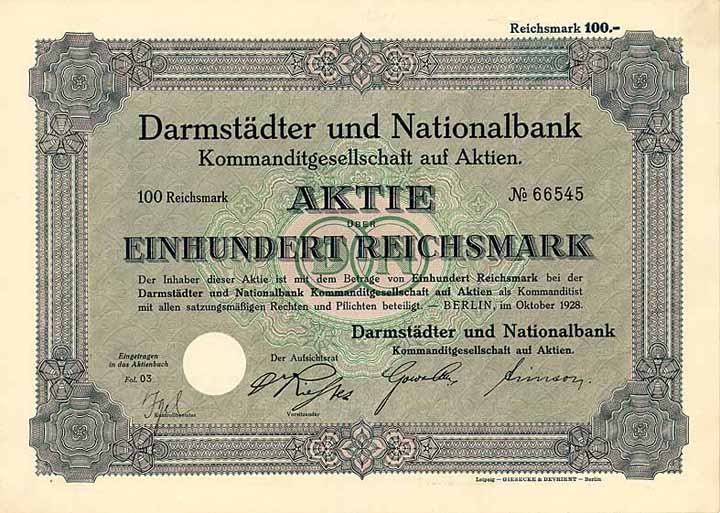 Reichsmark 100.-
Darmstädter und Nationalbank
Kommanditgesellschaft auf Aktien.
100 Reichsmark AKTIE № 66545
ÜBER
EINHUNDERT REICHSMARK
Der Inhaber dieser Aktie ist mit dem Betrage von Einhundert Reichsmark bei der
Darmstädter und Nationalbank Kommanditgesellschaft auf Aktien als Kommanditist
mit allen satzungsmäßigen Rechten und Pflichten beteiligt. — BERLIN, im Oktober 1928.
Darmstädter und Nationalbank
Kommanditgesellschaft auf Aktien.
Eingetragen
in das Aktienbuch
Fol. 03
Der Aufsichtsrat
Kontrollbeamter
Vorsitzender
Leipzig — GIESECKE & DEVRIENT — Berlin